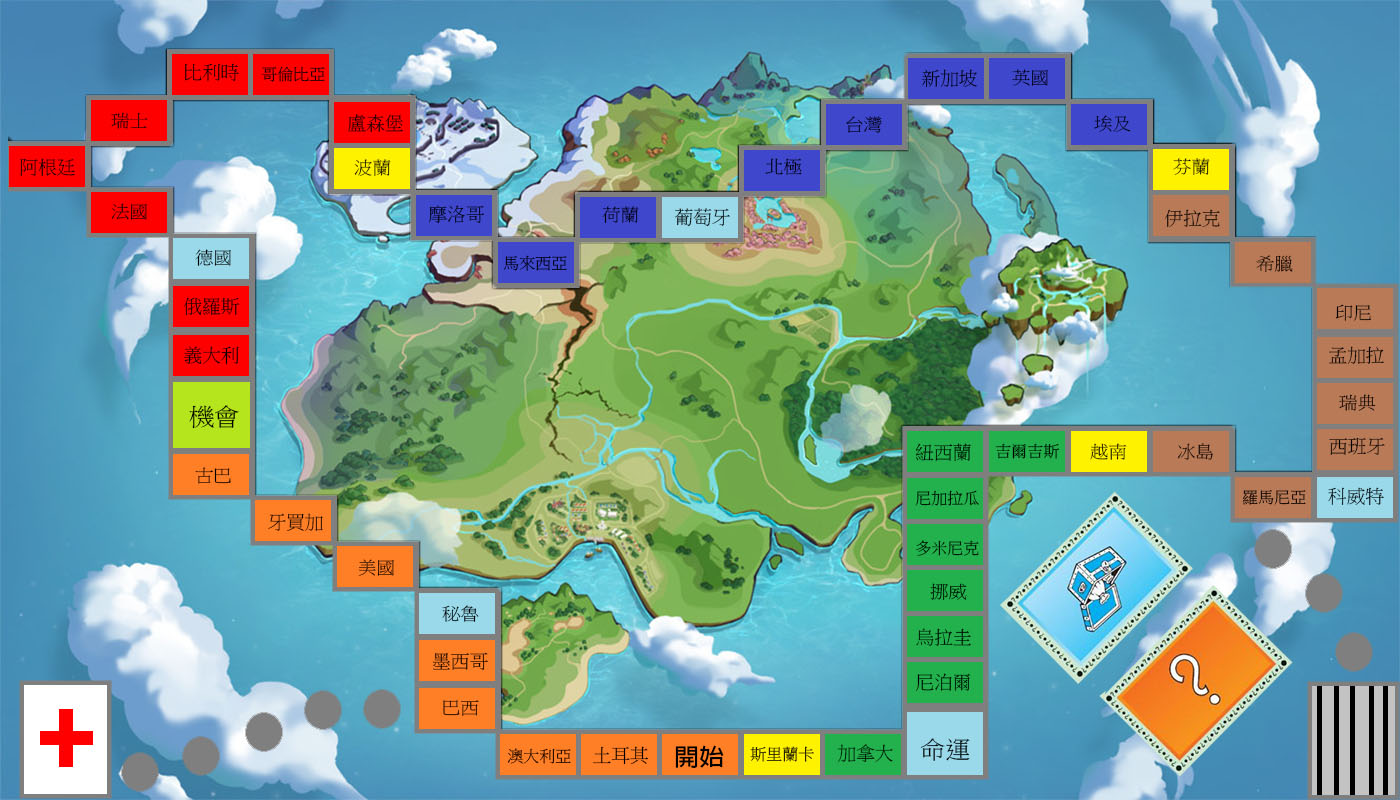 比利時
哥倫比亞
瑞士
盧森堡
阿根廷
波蘭
法國
摩洛哥
德國
馬來西亞
荷蘭
葡萄牙
北極
台灣
新加坡
英國
埃及
芬蘭
伊拉克
希臘
印尼
孟加拉
瑞典
西班牙
科威特
羅馬尼亞
冰島
越南
吉爾吉斯
紐西蘭
尼加拉瓜
多米尼克
挪威
烏拉圭
尼泊爾
命運
加拿大
斯里蘭卡
開始
土耳其
澳大利亞
巴西
墨西哥
秘魯
美國
牙買加
古巴
機會
義大利
俄羅斯
?